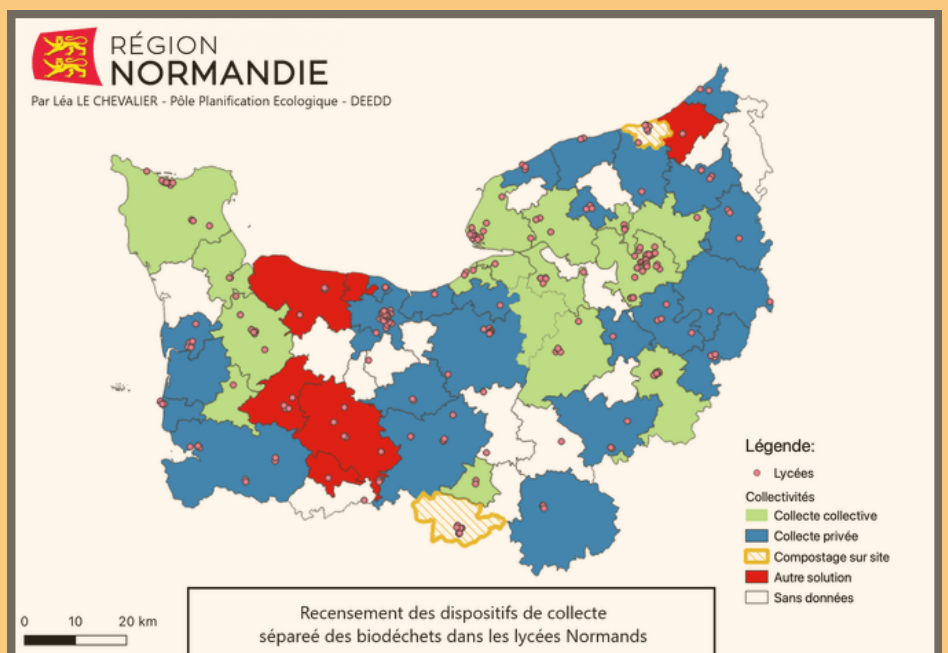 RÉGION
NORMANDIE
Par Léa LE CHEVALIER - Pôle Planification Ecologique - DEEDD
Légende:
Lycées
Collectivités
Collecte collective
Collecte privée
Compostage sur site
Autre solution
Sans données
0 10 20 km
Recensement des dispositifs de collecte
sépareé des biodéchets dans les lycées Normands